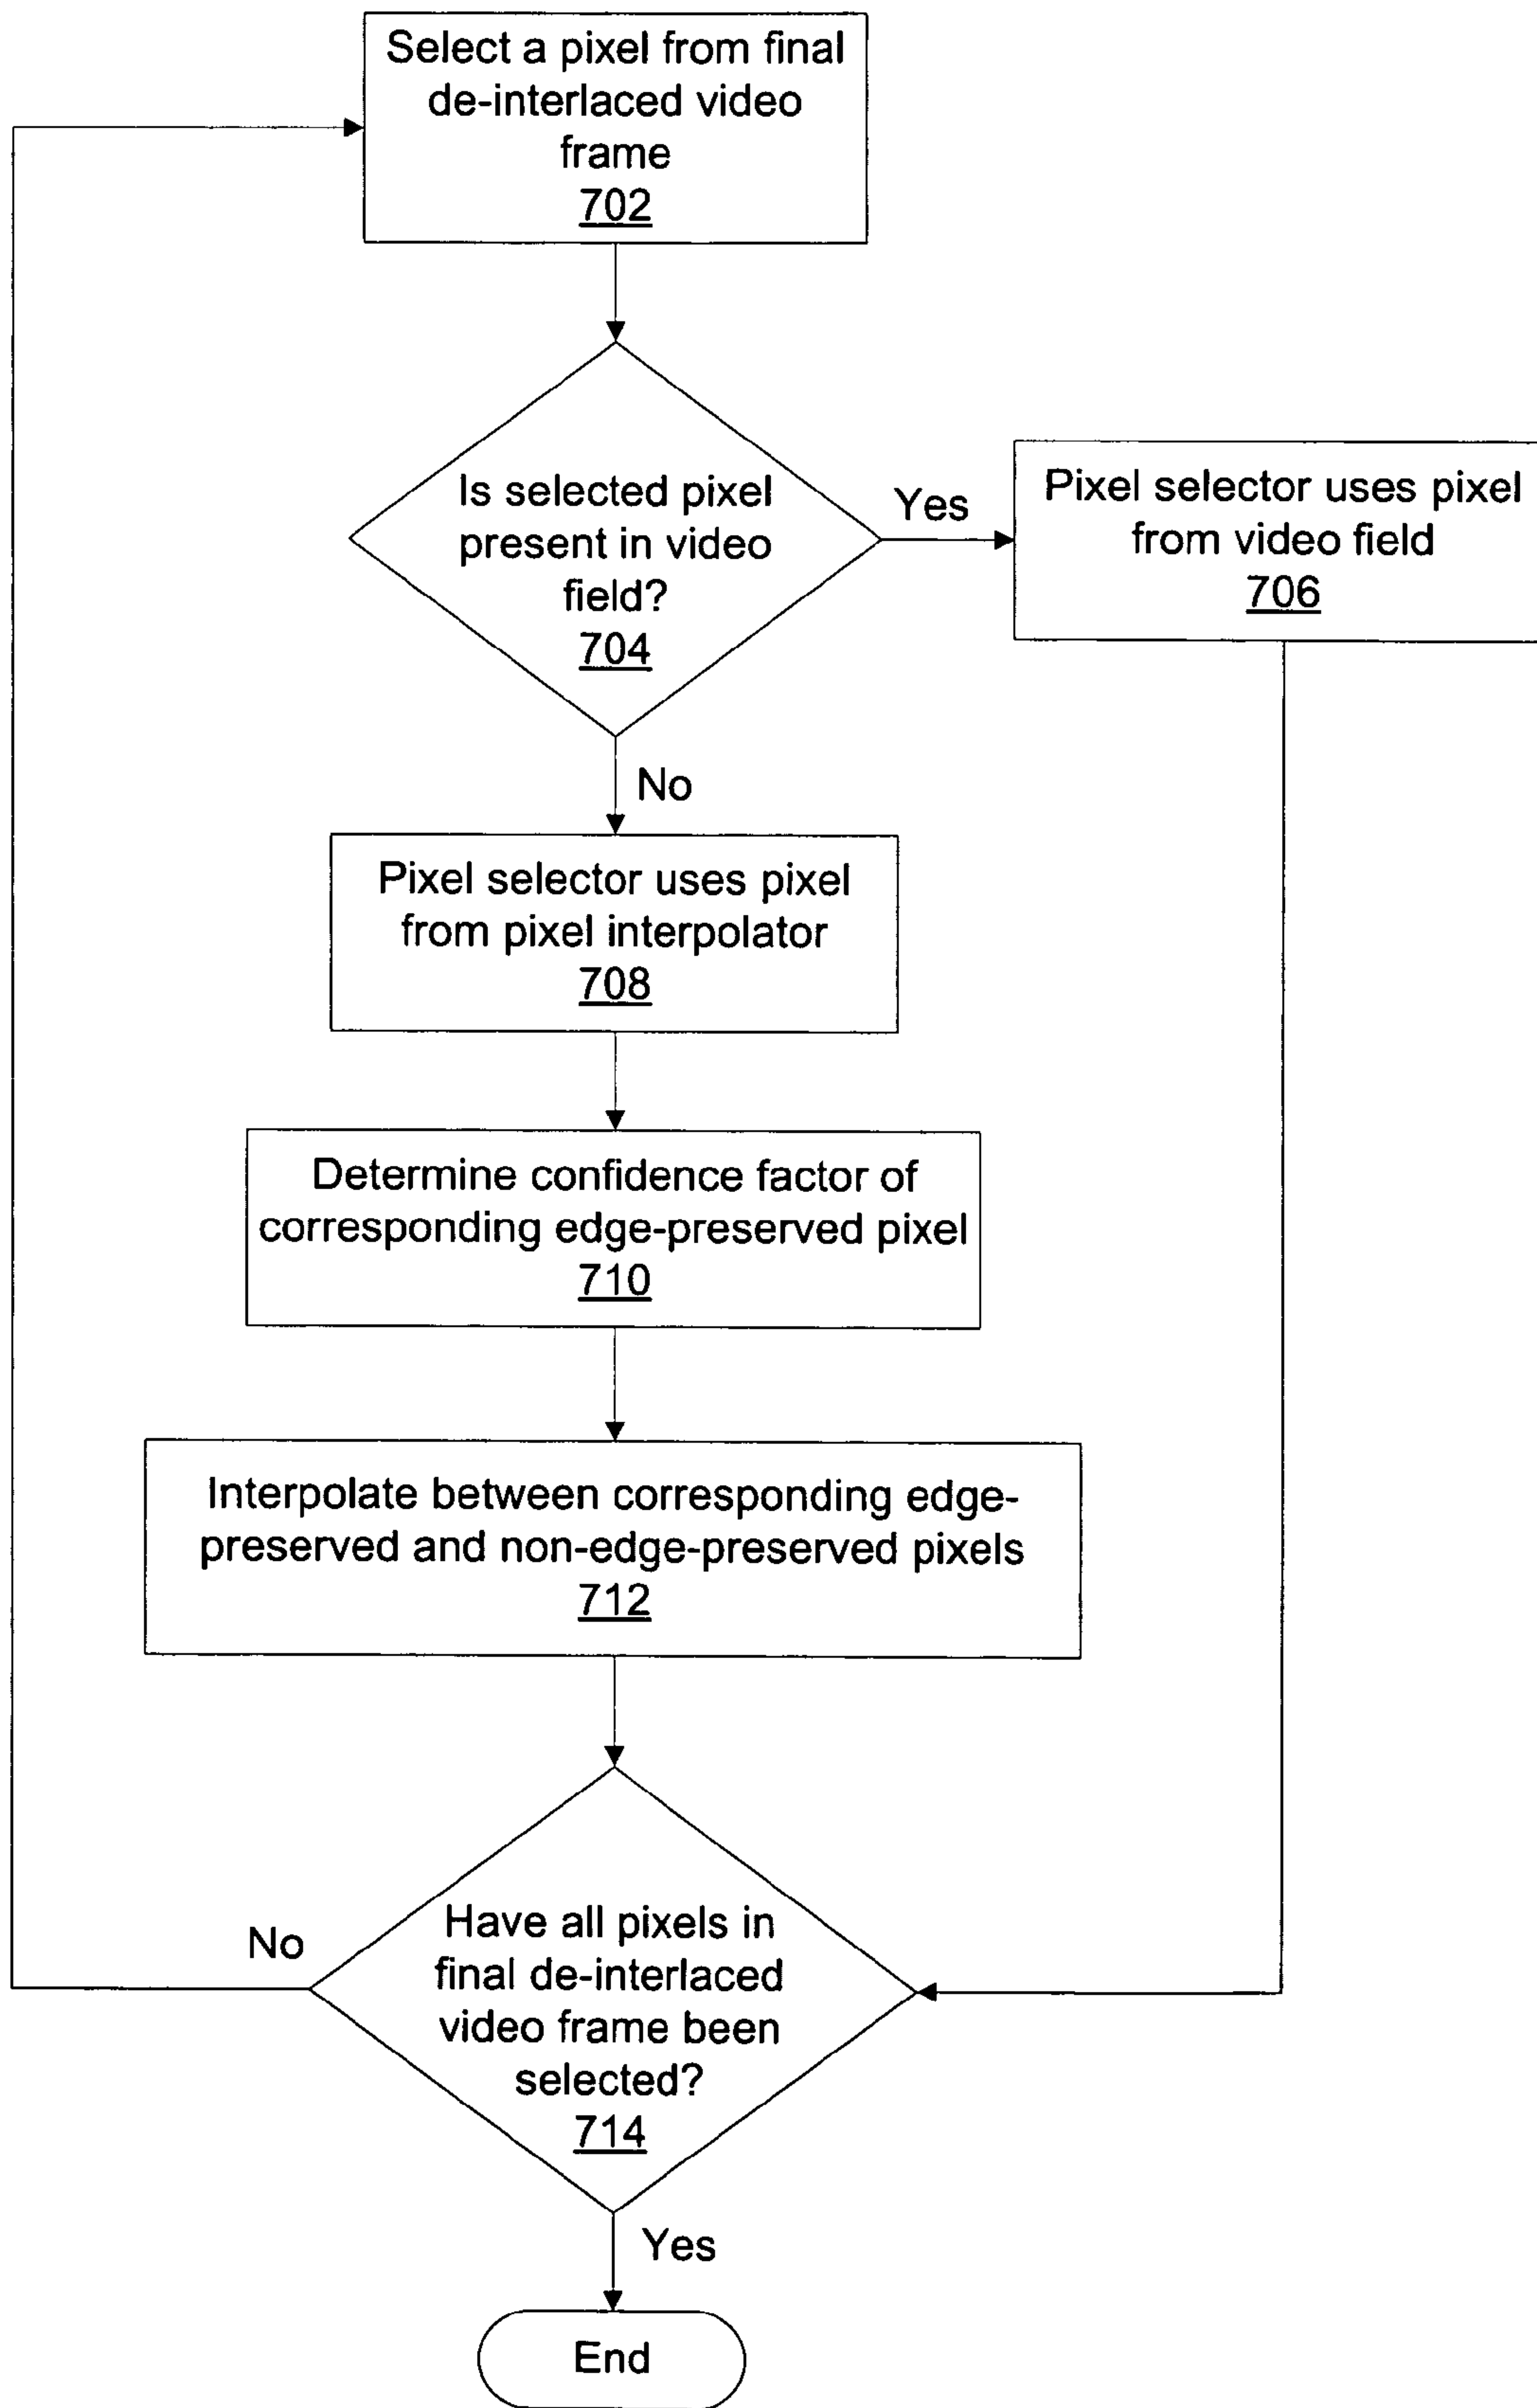 Select a pixel from final
de-interlaced video
frame
702
Is selected pixel
present in video
field?
704
Yes
Pixel selector uses pixel
from video field
706
No
Pixel selector uses pixel
from pixel interpolator
708
Determine confidence factor of
corresponding edge-preserved pixel
710
Interpolate between corresponding edge-
preserved and non-edge-preserved pixels
712
No
Have all pixels in
final de-interlaced
video frame been
selected?
714
Yes
End